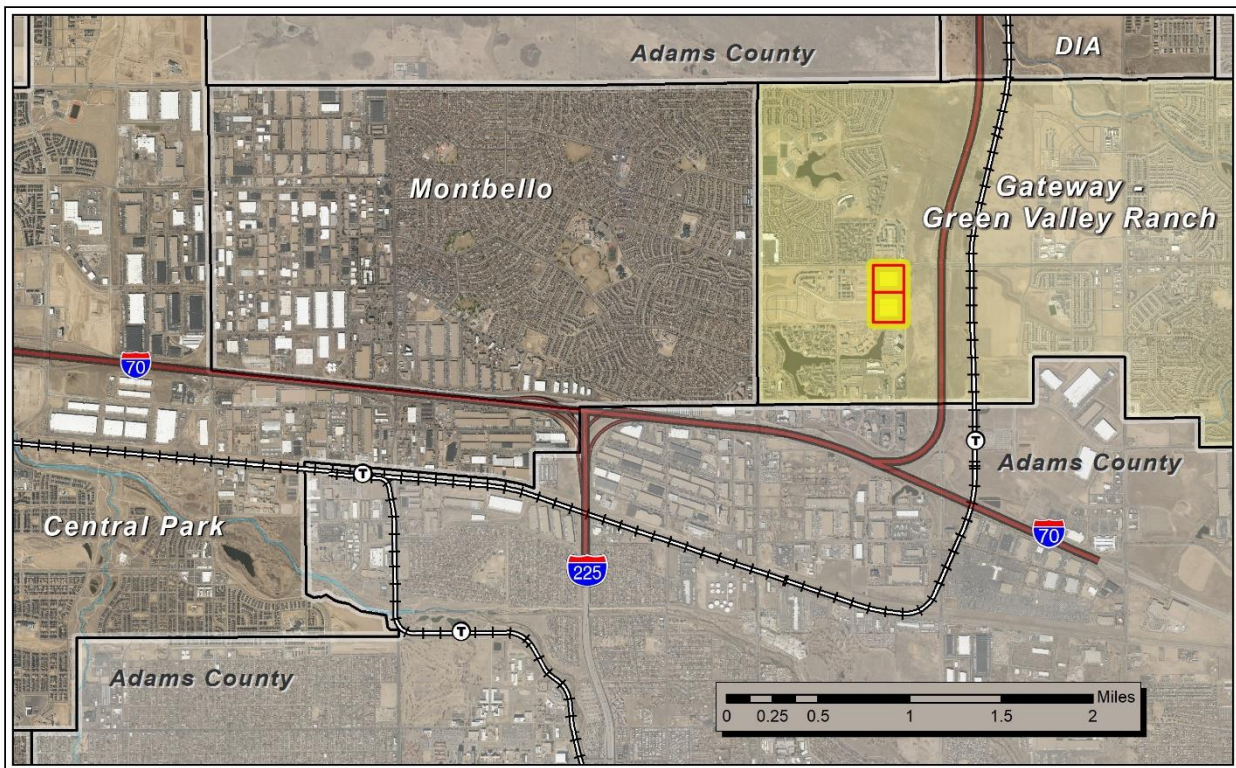 Adams County
DIA
Montbello
Gateway -
Green Valley Ranch
70
T
Adams County
T
Central Park
70
225
T
Adams County
Miles
0 0.25 0.5 1 1.5 2